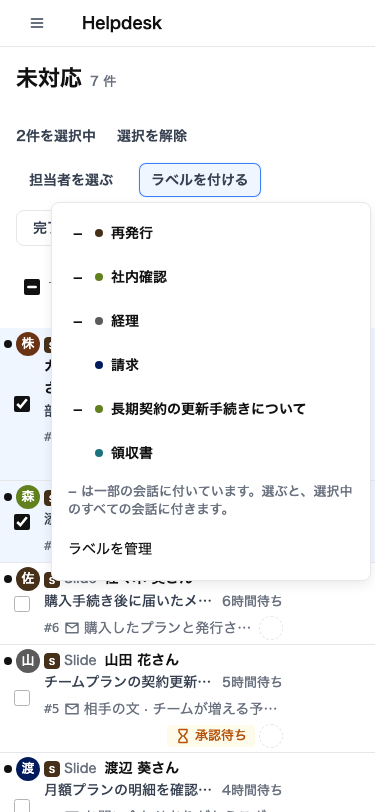 Helpdesk
未対応 7 件
2件を選択中 選択を解除
担当者を選ぶ ラベルを付ける
– 再発行
– 社内確認
– 経理
請求
– 長期契約の更新手続きについて
領収書
– は一部の会話に付いています。選ぶと、選択中
のすべての会話に付きます。
ラベルを管理
株
森
佐 S Slide
購入手続き後に届いたメ… 6時間待ち
#6 購入したプランと発行さ…
山 S Slide 山田 花さん
チームプランの契約更新… 5時間待ち
#5 相手の文 · チームが増える予…
承認待ち
渡 S Slide 渡辺 葵さん
月額プランの明細を確認… 4時間待ち